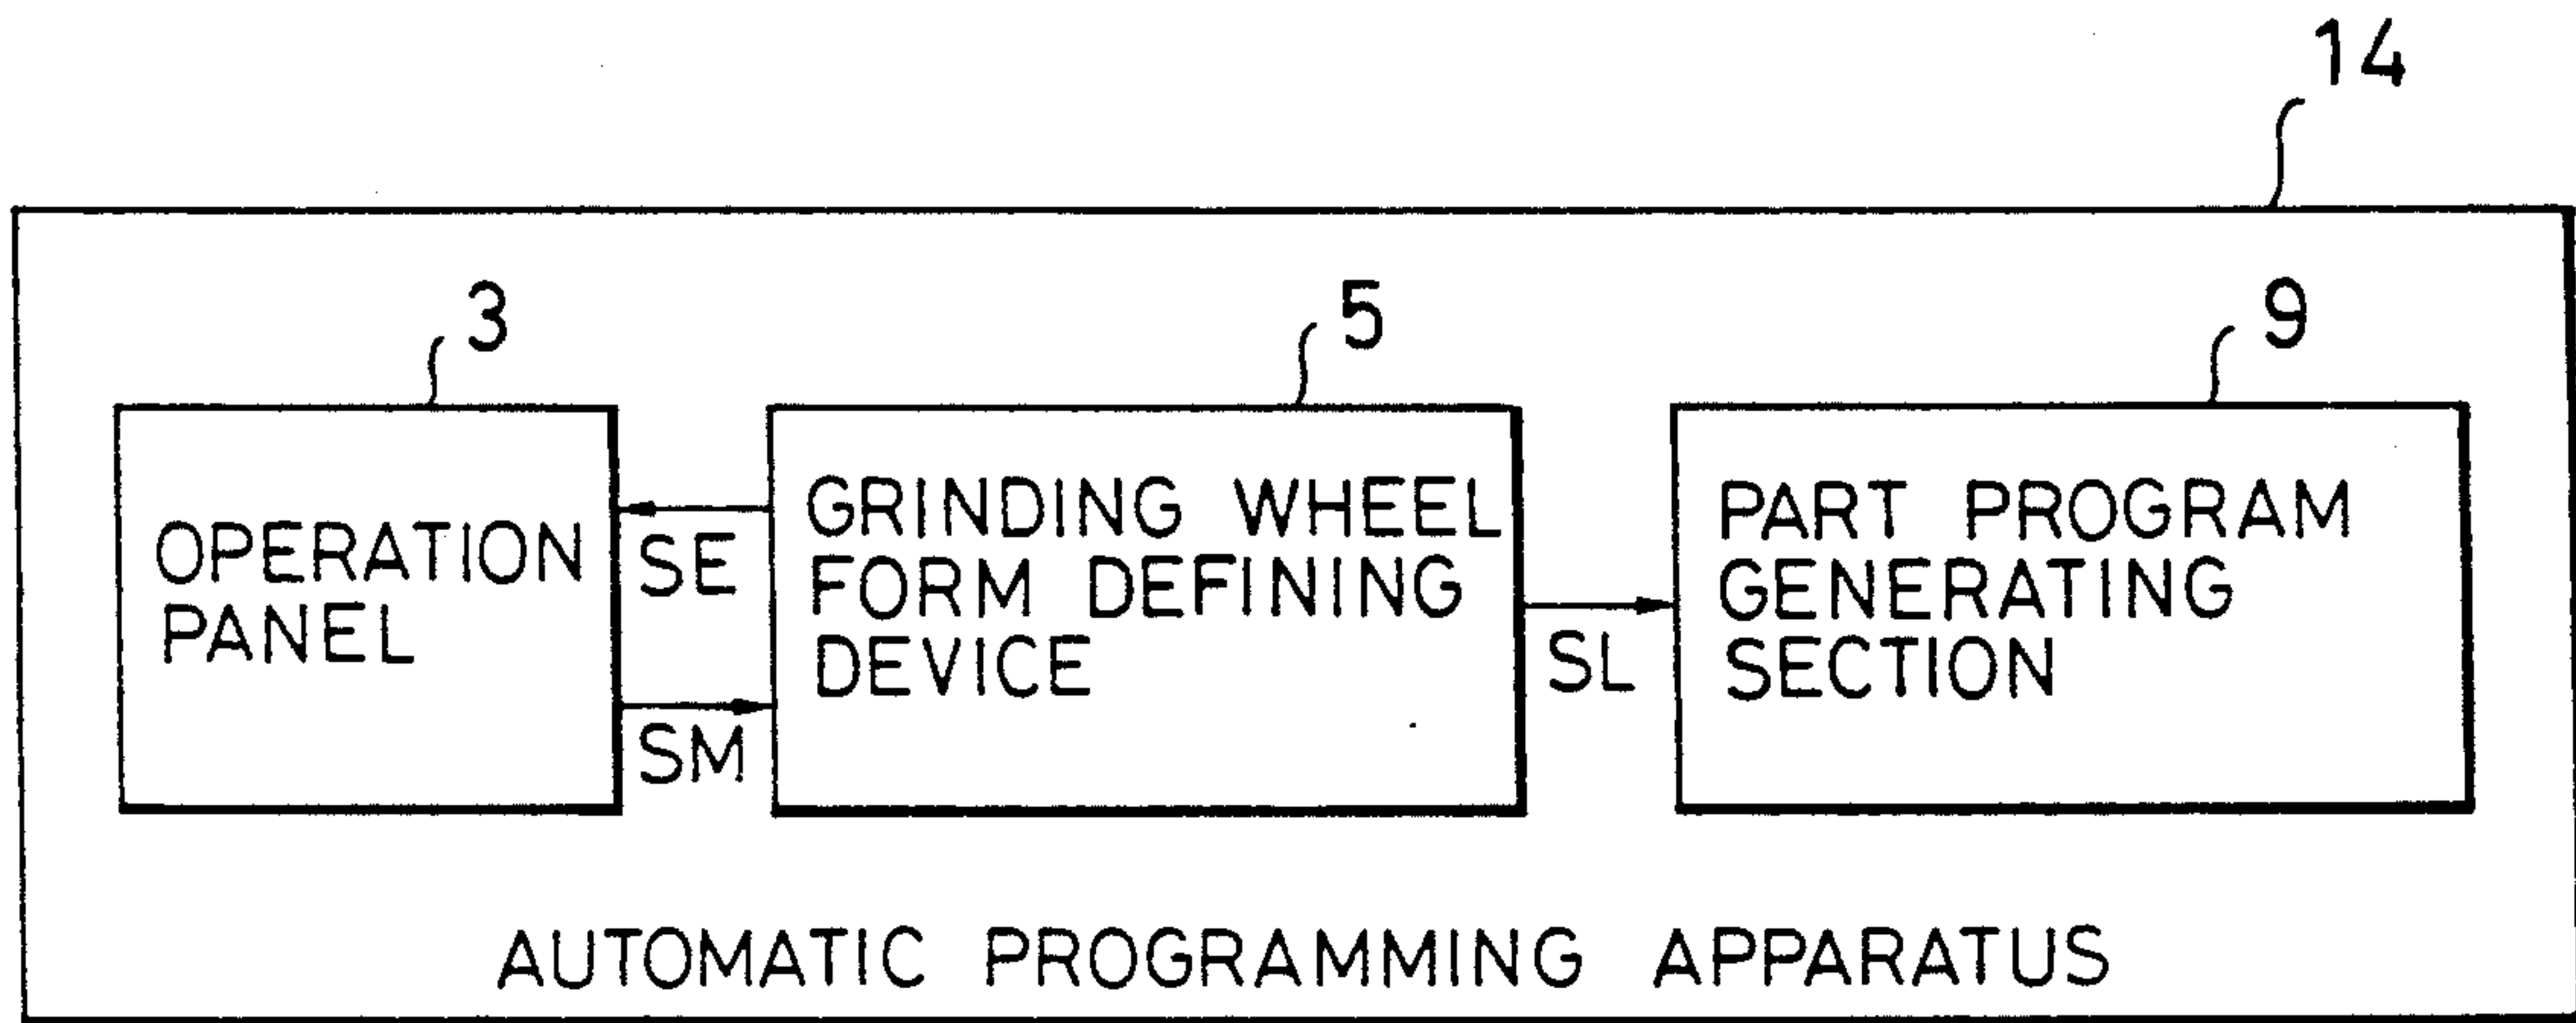 14
3
5
9
OPERATION
PANEL
SE
SM
GRINDING WHEEL
FORM DEFINING
DEVICE
SL
PART PROGRAM
GENERATING
SECTION
AUTOMATIC PROGRAMMING APPARATUS